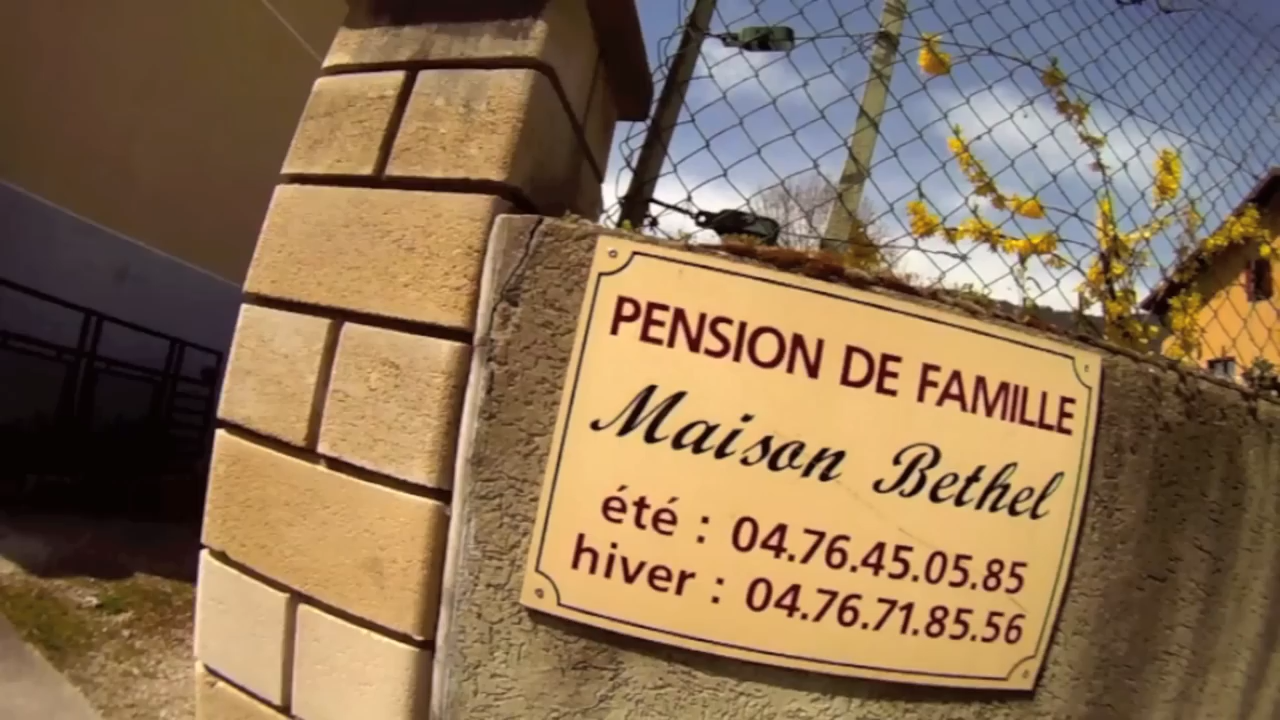 PENSION DE FAMILLE
Maison Bethel
été : 04.76.45.05.85
hiver : 04.76.71.85.56